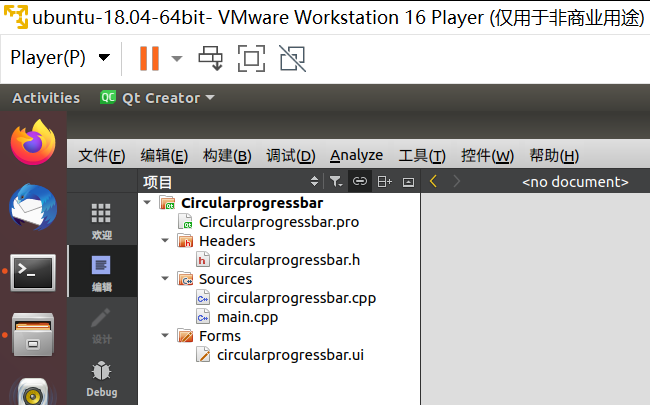 ubuntu-18.04-64bit- VMware Workstation 16 Player (仅用于非商业用途)
Player(P)
Activities QC Qt Creator
文件(F) 编辑(E) 构建(B) 调试(D) Analyze 工具(T) 控件(W) 帮助(H)
项目 <no document>
Circularprogressbar
Circularprogressbar.pro
欢迎
Headers
circularprogressbar.h
Sources
编辑
circularprogressbar.cpp
main.cpp
设计
Forms
circularprogressbar.ui
Debug